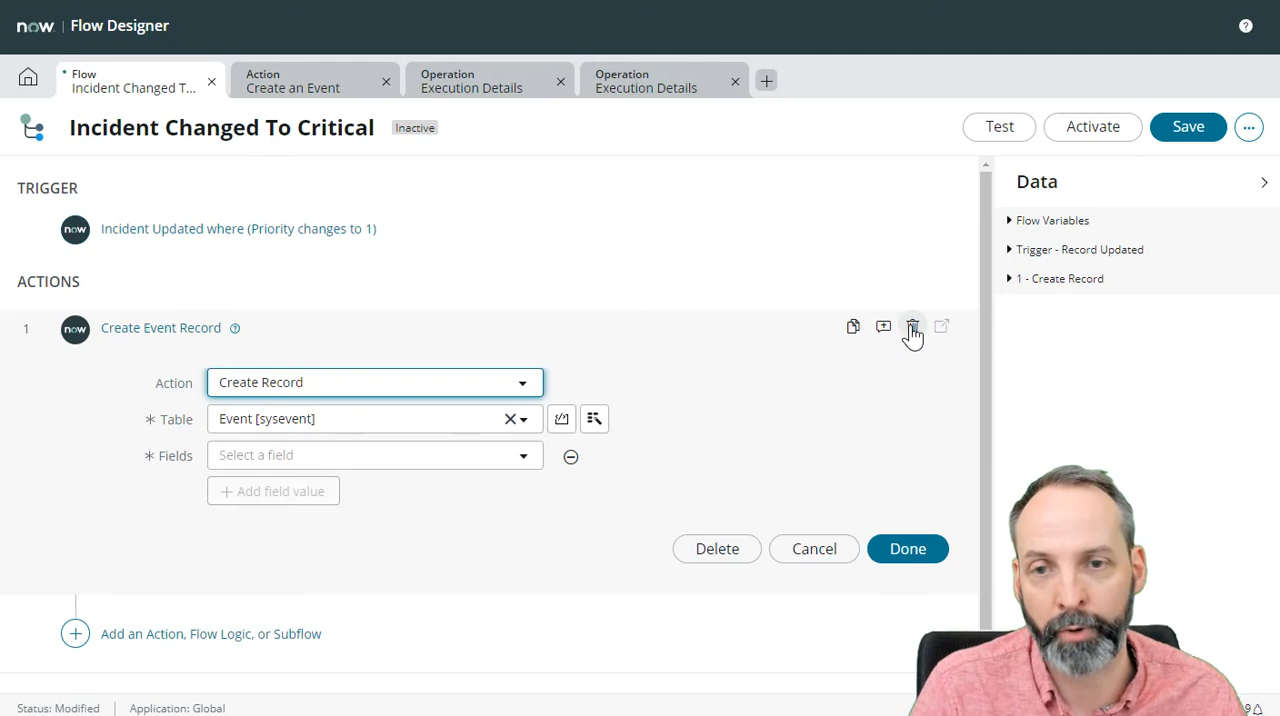 now. | Flow Designer
Flow
Incident Changed T...
Action
Create an Event
Operation
Execution Details
Operation
Execution Details
Incident Changed To Critical
Inactive
Test
Activate
Save
TRIGGER
now
Incident Updated where (Priority changes to 1)
ACTIONS
1
now
Create Event Record
Action
Create Record
* Table
Event [sysevent]
* Fields
Select a field
+ Add field value
Delete
Cancel
Done
Add an Action, Flow Logic, or Subflow
Data
Flow Variables
Trigger - Record Updated
1 - Create Record
Status: Modified | Application: Global